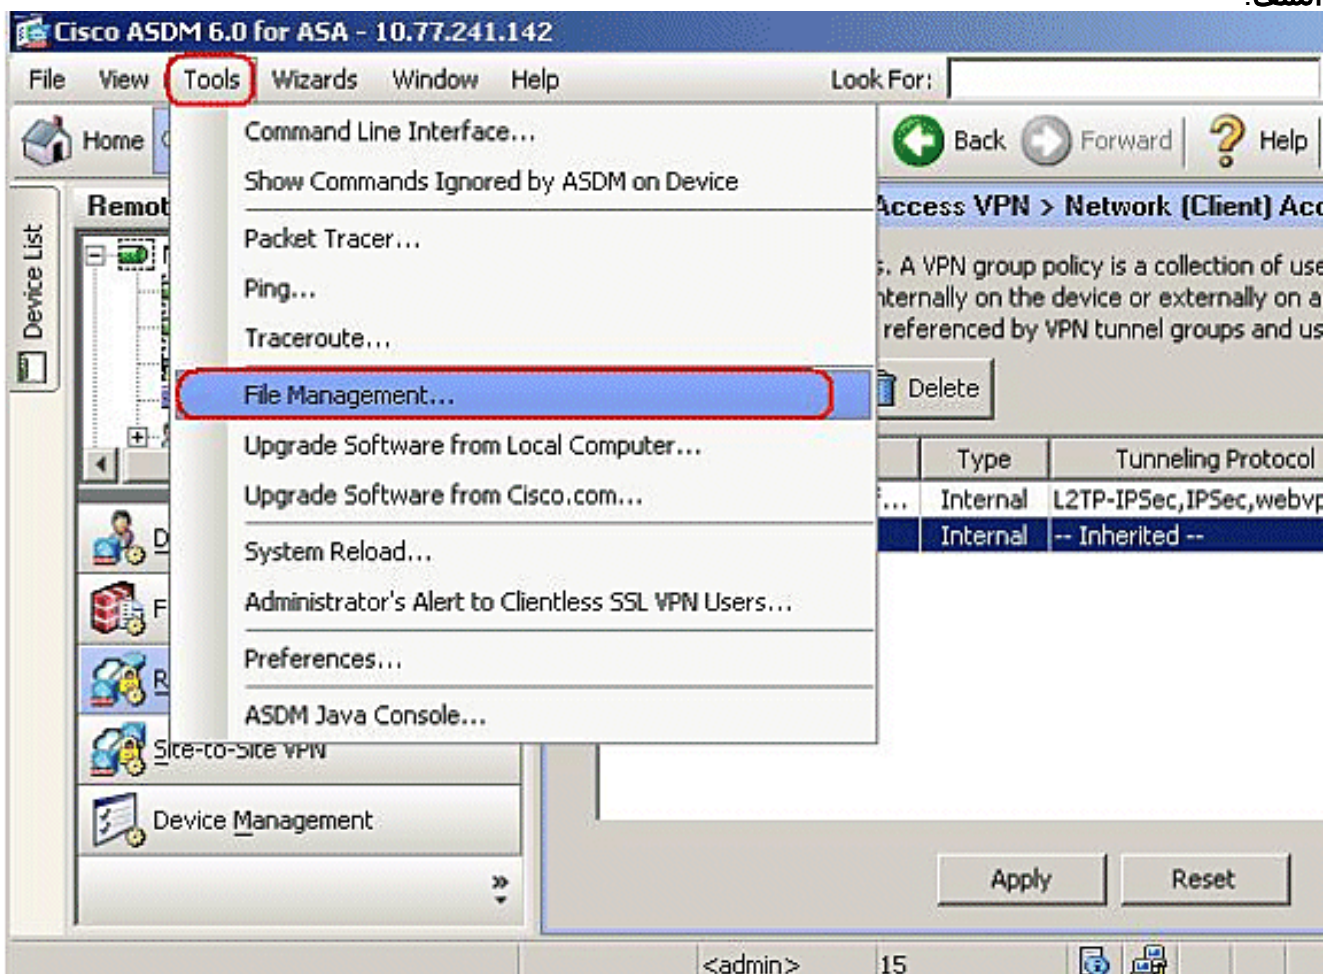 Cisco ASDM 6.0 for ASA - 10.77.241.142
File View Tools Wizards Window Help Look For:
Home Back Forward Help
Device List
Command Line Interface...
Show Commands Ignored by ASDM on Device
Packet Tracer...
Ping...
Traceroute...
File Management...
Upgrade Software from Local Computer...
Upgrade Software from Cisco.com...
System Reload...
Administrator's Alert to Clientless SSL VPN Users...
Preferences...
ASDM Java Console...
Remot
Access VPN > Network (Client) Acc
s. A VPN group policy is a collection of use
nternally on the device or externally on a
referenced by VPN tunnel groups and us
Delete
Type Tunneling Protocol
... Internal L2TP-IPSec,IPSec,webvp
Internal -- Inherited --
D
F
R
Site-to-Site VPN
Device Management
»
Apply Reset
<admin> 15